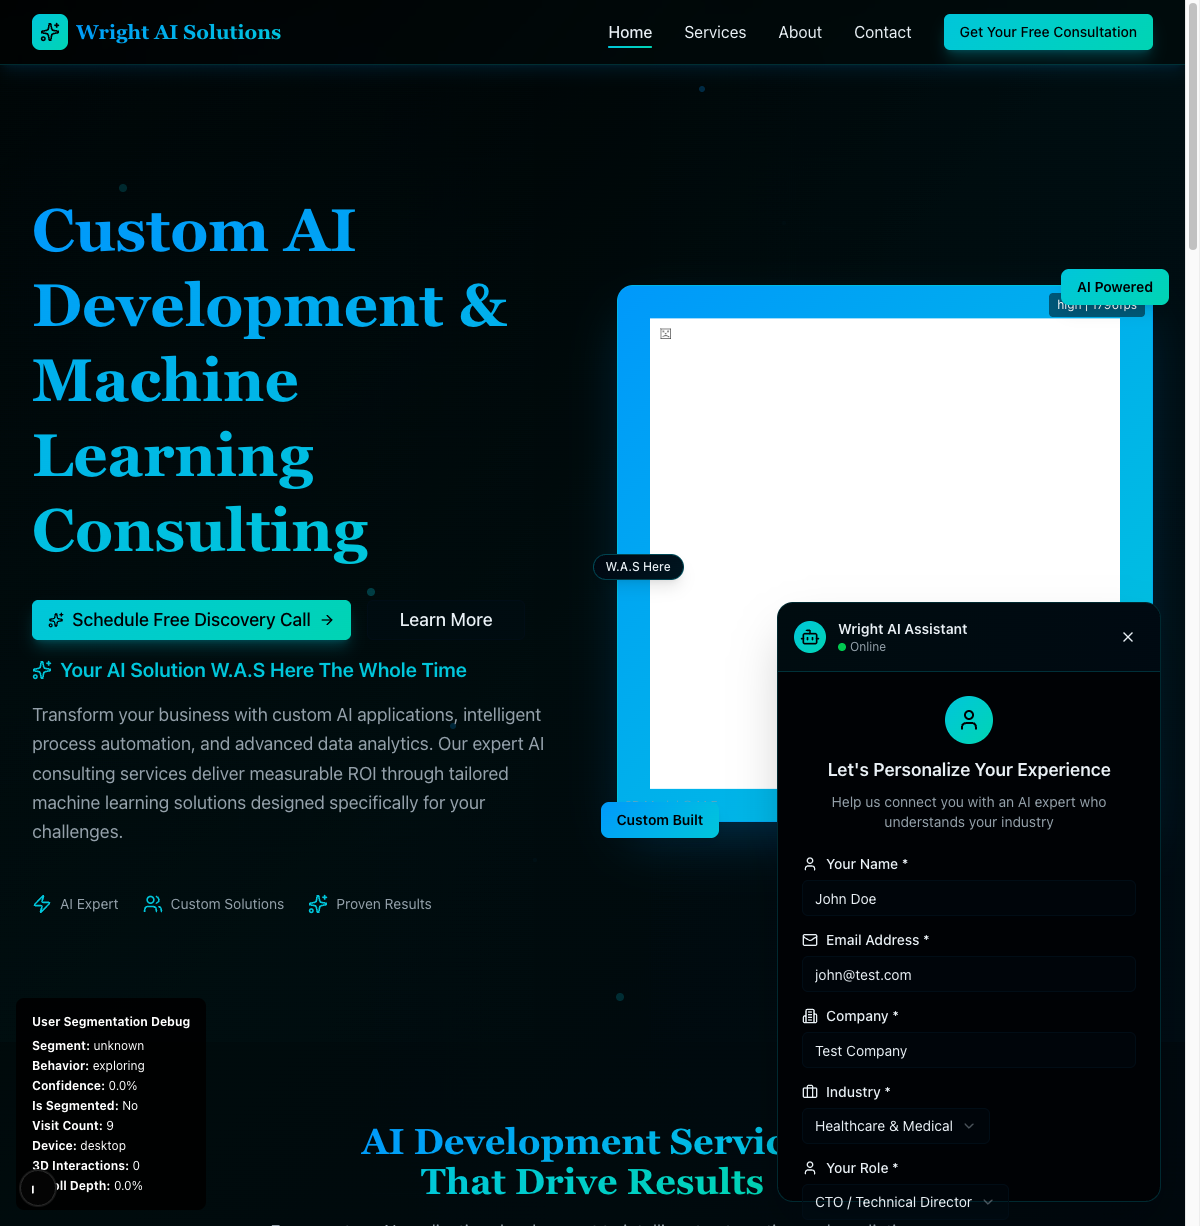 Wright AI Solutions
Home
Services
About
Contact
Get Your Free Consultation
Custom AI
Development &
Machine
Learning
Consulting
Schedule Free Discovery Call
Learn More
Your AI Solution W.A.S Here The Whole Time
Transform your business with custom AI applications, intelligent
process automation, and advanced data analytics. Our expert AI
consulting services deliver measurable ROI through tailored
machine learning solutions designed specifically for your
challenges.
AI Expert
Custom Solutions
Proven Results
AI Powered
W.A.S Here
Custom Built
Wright AI Assistant
Online
Let's Personalize Your Experience
Help us connect you with an AI expert who
understands your industry
Your Name *
John Doe
Email Address *
john@test.com
Company *
Test Company
Industry *
Healthcare & Medical
Your Role *
CTO / Technical Director
User Segmentation Debug
Segment: unknown
Behavior: exploring
Confidence: 0.0%
Is Segmented: No
Visit Count: 9
Device: desktop
3D Interactions: 0
Depth: 0.0%
AI Development
That Drive Results